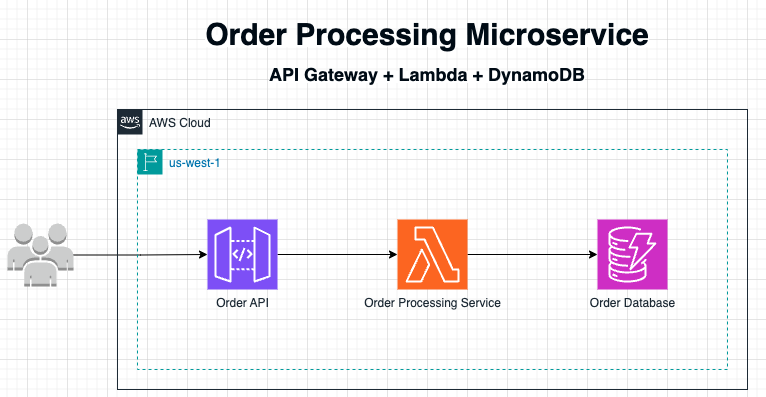 Order Processing Microservice
API Gateway + Lambda + DynamoDB
aws
AWS Cloud
us-west-1
</>
Order API
Order Processing Service
Order Database